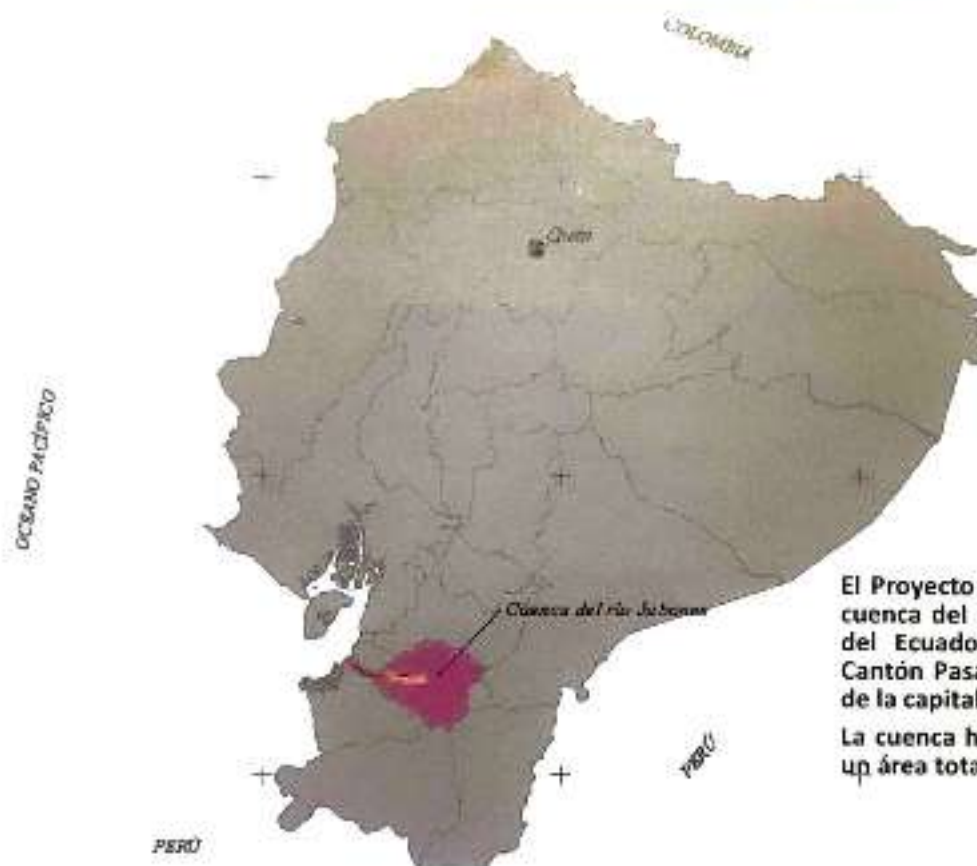 COLOMBIA
Quito
OCEANO PACÍFICO
Cuenca del río Jubones
El Proyecto
cuenca del
del Ecuado
Cantón Pasa
de la capital
La cuenca h
un área tota
PERÚ
PERÚ